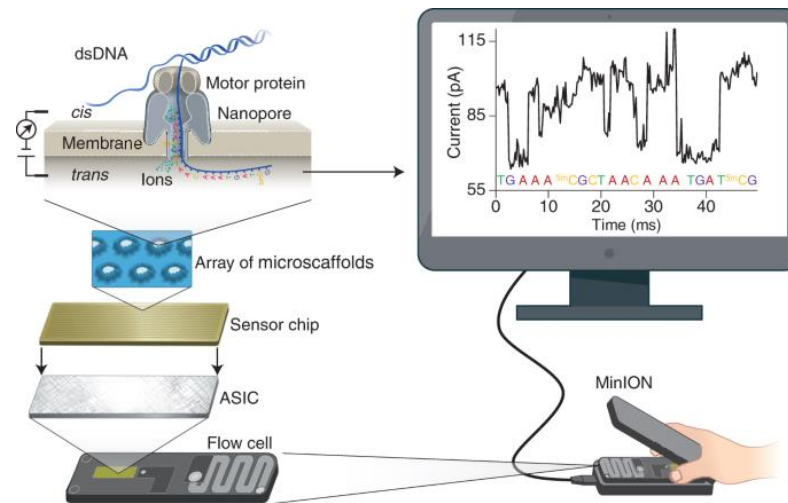 dsDNA
Motor protein
cis
Nanopore
Membrane
trans
Ions
Array of microscaffolds
Sensor chip
ASIC
Flow cell
MinION
Current (pA)
115
85
55
TGAAA5mCGCTAACAAATGAT5mCG
0 10 20 30 40
Time (ms)